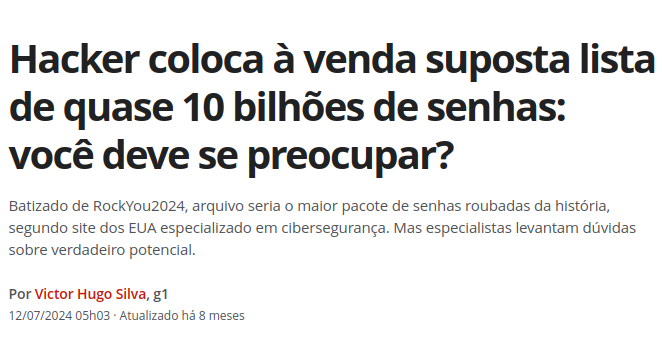 Hacker coloca à venda suposta lista
de quase 10 bilhões de senhas:
você deve se preocupar?
Batizado de RockYou2024, arquivo seria o maior pacote de senhas roubadas da história,
segundo site dos EUA especializado em cibersegurança. Mas especialistas levantam dúvidas
sobre verdadeiro potencial.
Por Victor Hugo Silva, g1
12/07/2024 05h03 · Atualizado há 8 meses